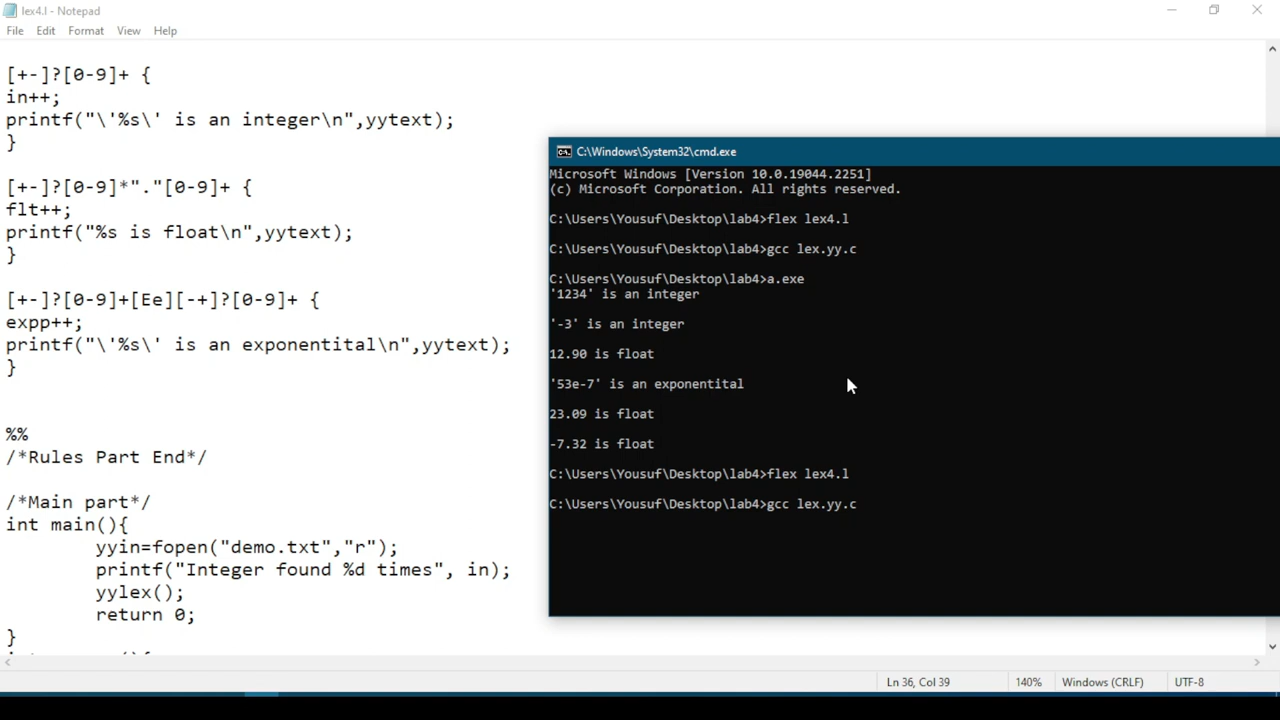 lex4.l - Notepad
File Edit Format View Help
[+-]?[0-9]+ {
in++;
printf("\'%s\' is an integer\n",yytext);
}
[+-]?[0-9]*"."[0-9]+ {
flt++;
printf("%s is float\n",yytext);
}
[+-]?[0-9]+[Ee][-+]?[0-9]+ {
expp++;
printf("\'%s\' is an exponentital\n",yytext);
}
%%
/*Rules Part End*/
/*Main part*/
int main(){
yyin=fopen("demo.txt","r");
printf("Integer found %d times", in);
yylex();
return 0;
}
C:\Windows\System32\cmd.exe
Microsoft Windows [Version 10.0.19044.2251]
(c) Microsoft Corporation. All rights reserved.
C:\Users\Yousuf\Desktop\lab4>flex lex4.l
C:\Users\Yousuf\Desktop\lab4>gcc lex.yy.c
C:\Users\Yousuf\Desktop\lab4>a.exe
'1234' is an integer
'-3' is an integer
12.90 is float
'53e-7' is an exponentital
23.09 is float
-7.32 is float
C:\Users\Yousuf\Desktop\lab4>flex lex4.l
C:\Users\Yousuf\Desktop\lab4>gcc lex.yy.c
Ln 36, Col 39 140% Windows (CRLF) UTF-8